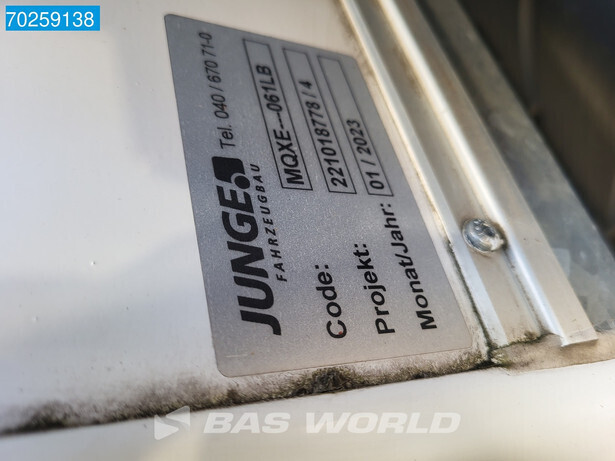 70259138
JUNGE
FAHRZEUGBAU
Tel. 040 / 670 71-0
Code: MQXE---061LB
Projekt: 221018778 / 4
Monat/Jahr: 01 / 2023
BAS WORLD